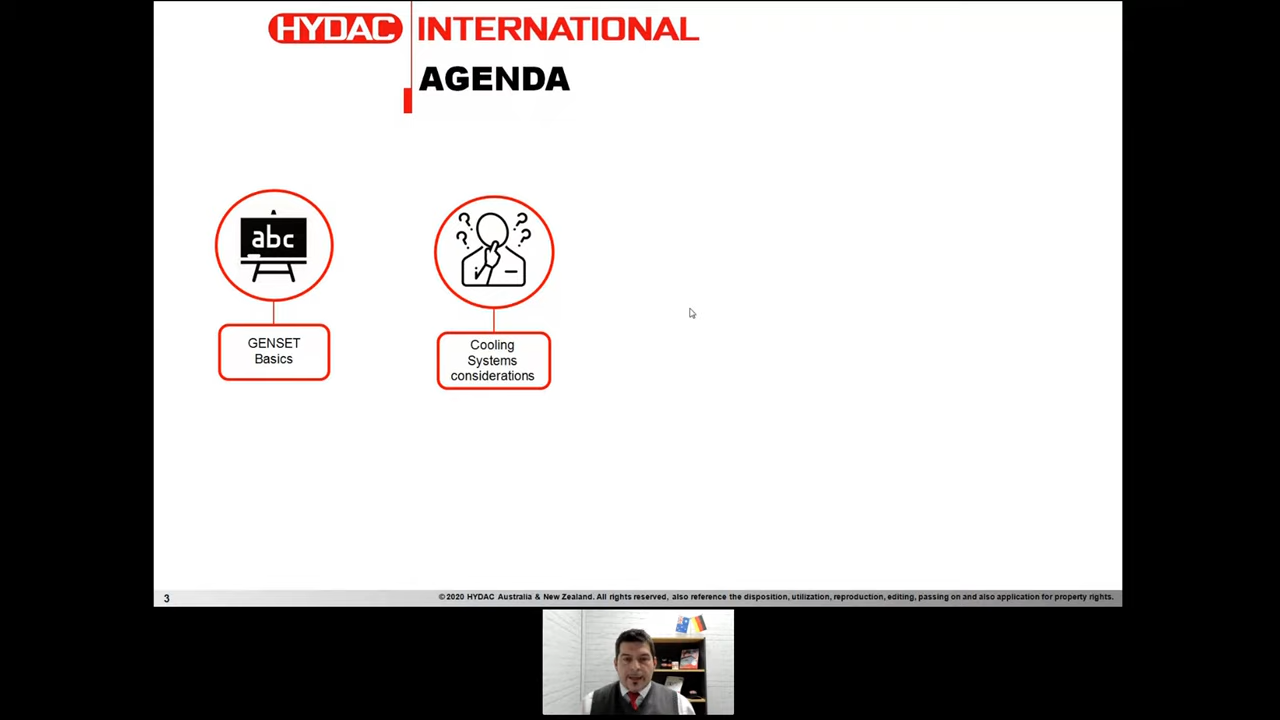 HYDAC INTERNATIONAL
AGENDA
abc
? ?
? ?
GENSET
Basics
Cooling
Systems
considerations
3
© 2020 HYDAC Australia & New Zealand. All rights reserved, also reference the disposition, utilization, reproduction, editing, passing on and also application for property rights.